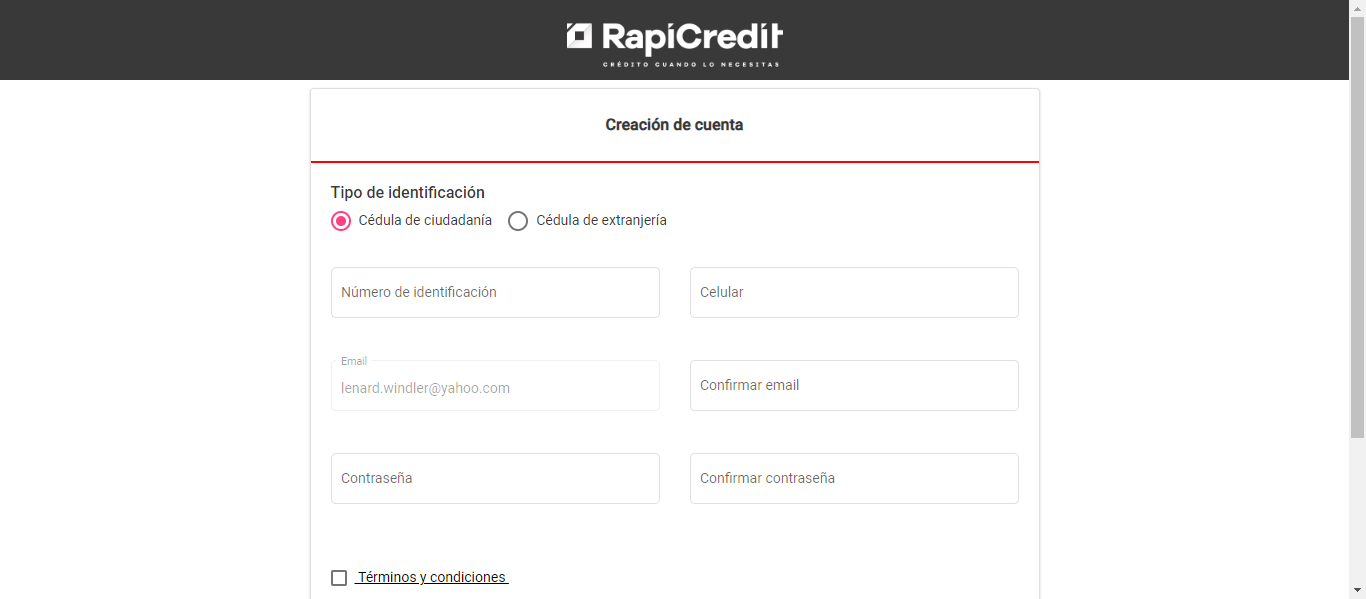 RapiCredit
CRÉDITO CUANDO LO NECESITAS
Creación de cuenta
Tipo de identificación
Cédula de ciudadanía Cédula de extranjería
Número de identificación Celular
Email
lenard.windler@yahoo.com Confirmar email
Contraseña Confirmar contraseña
Términos y condiciones